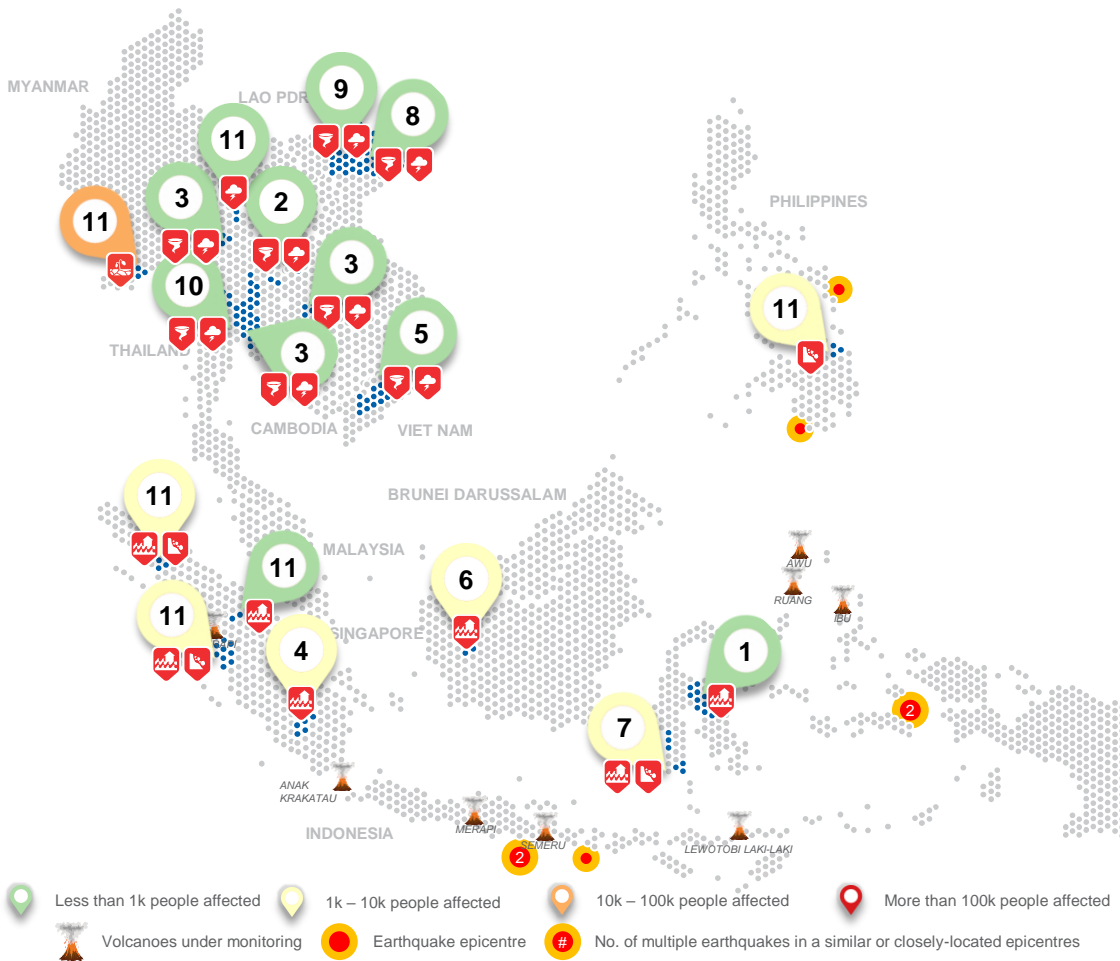 MYANMAR
LAO PDR
9
8
11
3
2
11
PHILIPPINES
3
10
11
5
THAILAND
3
CAMBODIA
VIET NAM
BRUNEI DARUSSALAM
11
MALAYSIA
AWU
11
6
RUANG
IBU
11
SINGAPORE
4
1
2
7
ANAK
KRAKATAU
INDONESIA
MERAPI
SEMERU
LEWOTOBI LAKI-LAKI
2
Less than 1k people affected
1k – 10k people affected
10k – 100k people affected
More than 100k people affected
Volcanoes under monitoring
Earthquake epicentre
# No. of multiple earthquakes in a similar or closely-located epicentres